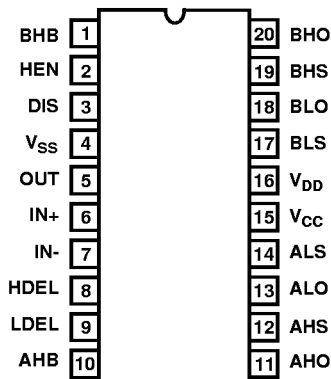 BHB 1 20 BHO
HEN 2 19 BHS
DIS 3 18 BLO
VSS 4 17 BLS
OUT 5 16 VDD
IN+ 6 15 VCC
IN- 7 14 ALS
HDEL 8 13 ALO
LDEL 9 12 AHS
AHB 10 11 AHO